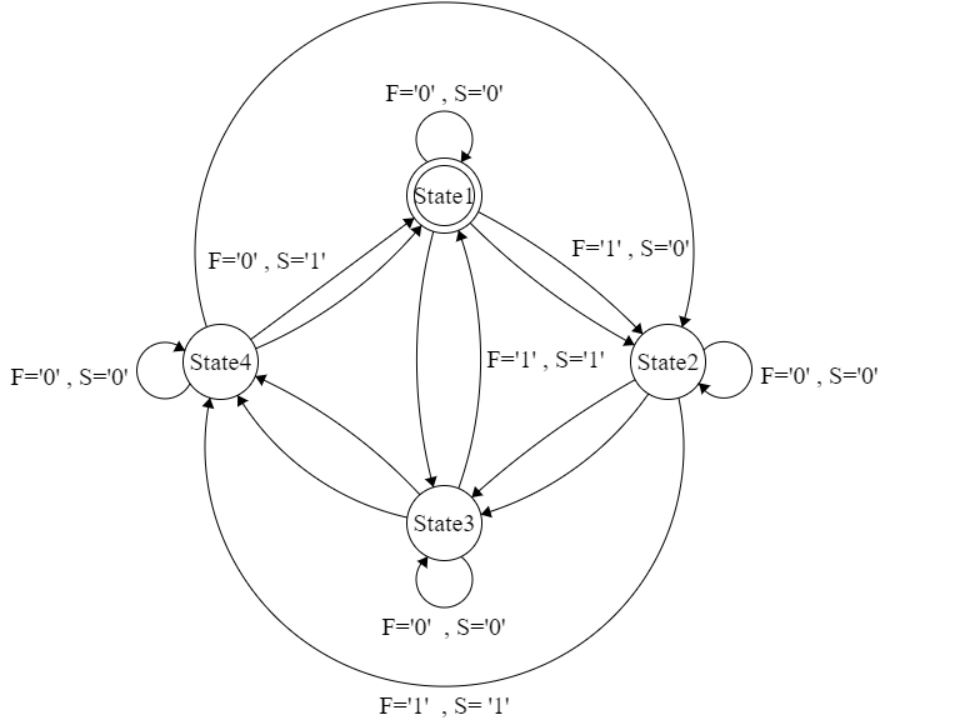 F='0' , S='0'
State1
F='1' , S='0'
F='0' , S='1'
F='1' , S='1'
State4
State2
F='0' , S='0'
F='0' , S='0'
State3
F='0'  , S='0'
F='1'  , S= '1'